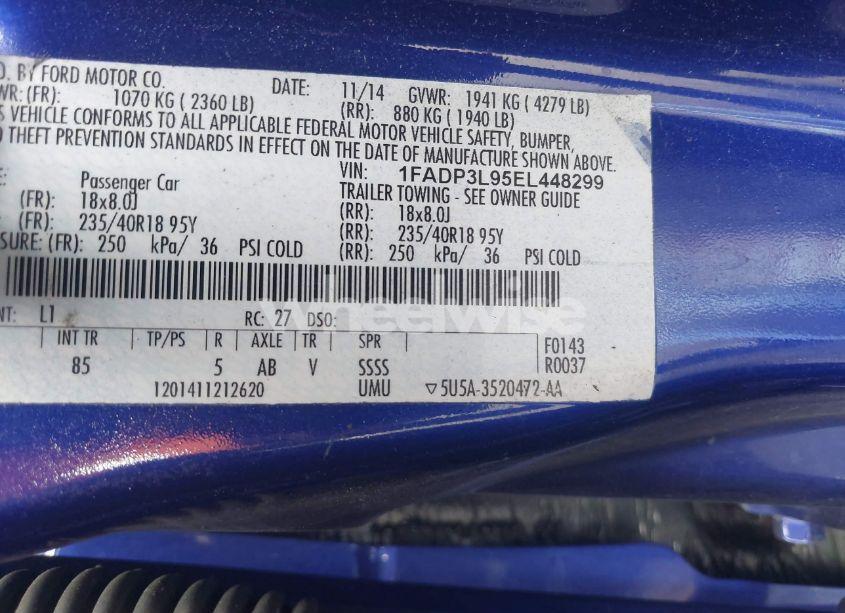 D. BY FORD MOTOR CO. DATE: 11/14 GVWR: 1941 KG ( 4279 LB)
WR:(FR): 1070 KG ( 2360 LB) (RR): 880 KG ( 1940 LB)
S VEHICLE CONFORMS TO ALL APPLICABLE FEDERAL MOTOR VEHICLE SAFETY, BUMPER,
D THEFT PREVENTION STANDARDS IN EFFECT ON THE DATE OF MANUFACTURE SHOWN ABOVE.
VIN: 1FADP3L95EL448299
E: Passenger Car TRAILER TOWING - SEE OWNER GUIDE
(FR): 18x8.0J (RR): 18x8.0J
(FR): 235/40R18 95Y (RR): 235/40R18 95Y
SURE: (FR): 250 kPa/ 36 PSI COLD (RR): 250 kPa/ 36 PSI COLD
wheelwise
NT: L1 RC: 27 DSO:
INT TR TP/PS R AXLE TR SPR F0143
85 5 AB V SSSS R0037
1201411212620 UMU ▽5U5A-3520472-AA